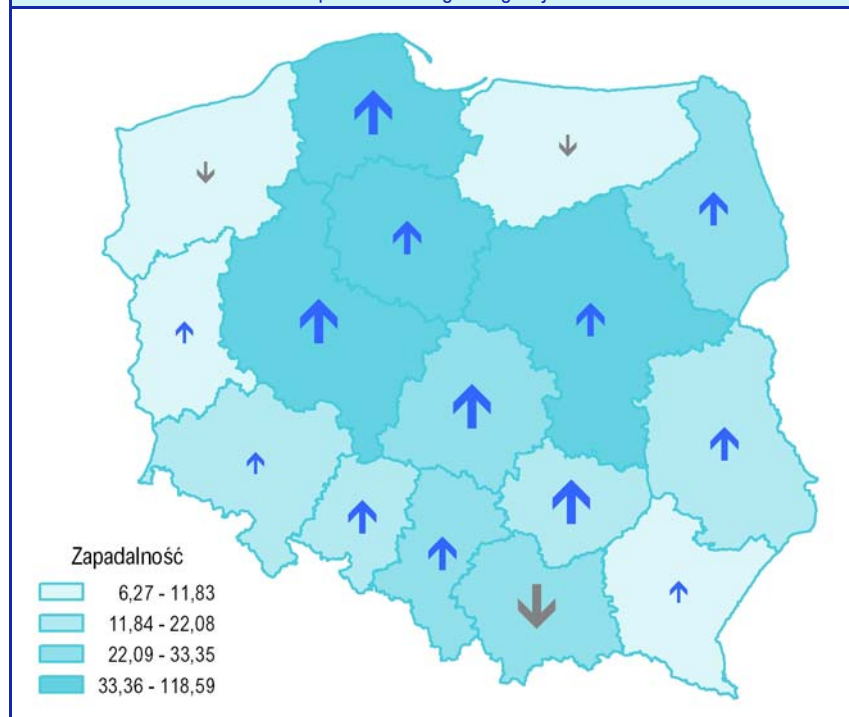 Zapadalność
6,27 - 11,83
11,84 - 22,08
22,09 - 33,35
33,36 - 118,59